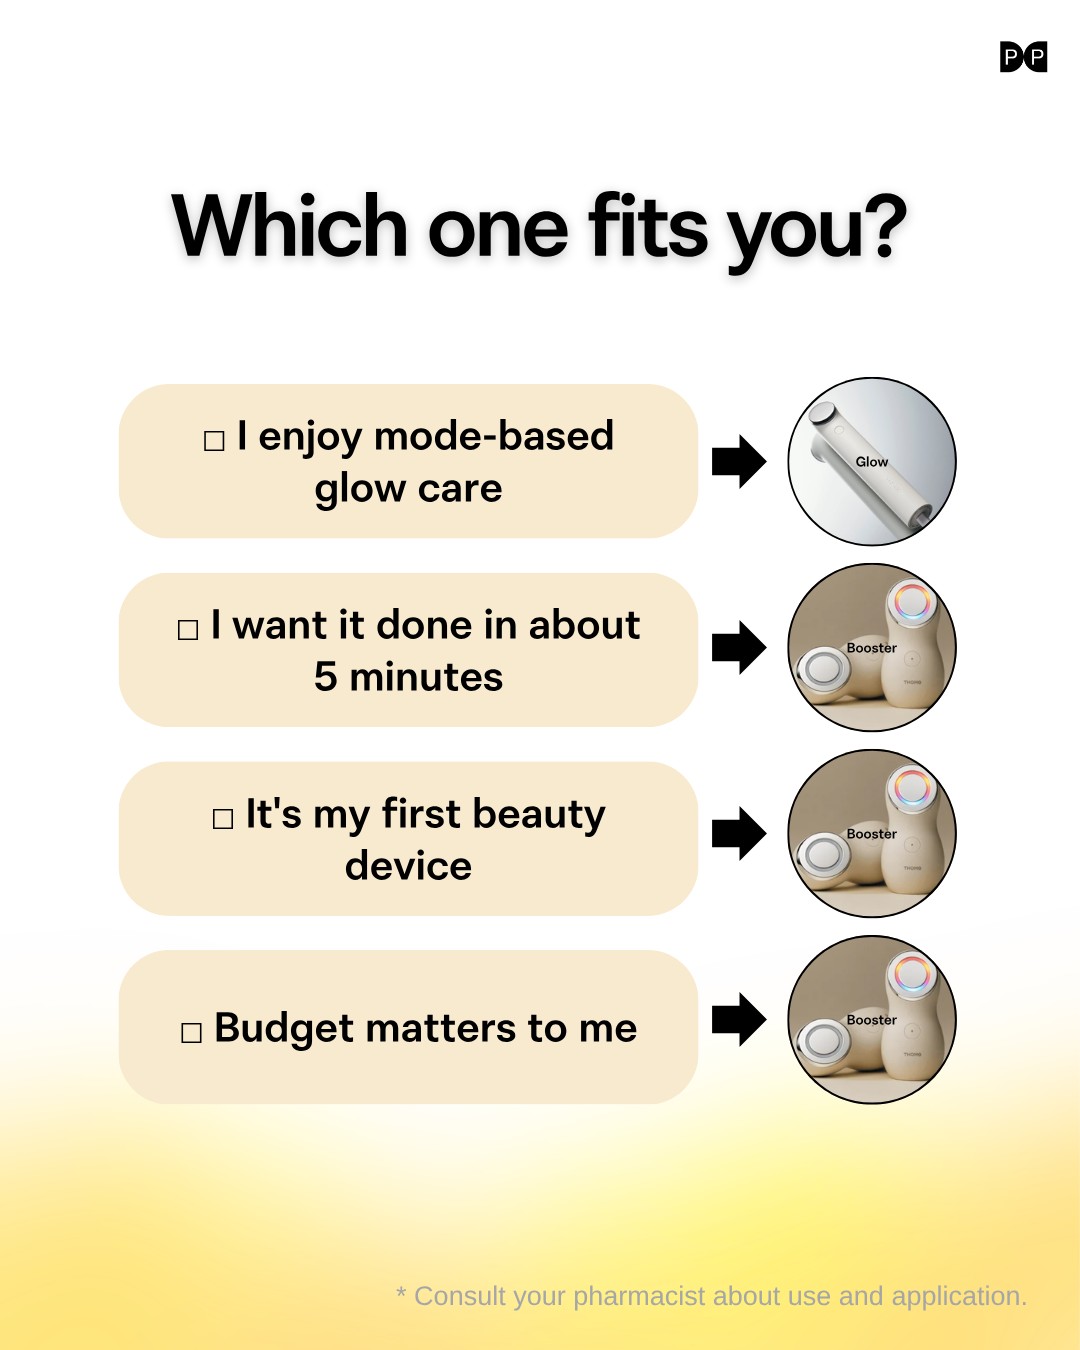 PP
Which one fits you?
□ I enjoy mode-based
glow care
Glow
□ I want it done in about
5 minutes
Booster
□ It's my first beauty
device
Booster
□ Budget matters to me
Booster
* Consult your pharmacist about use and application.